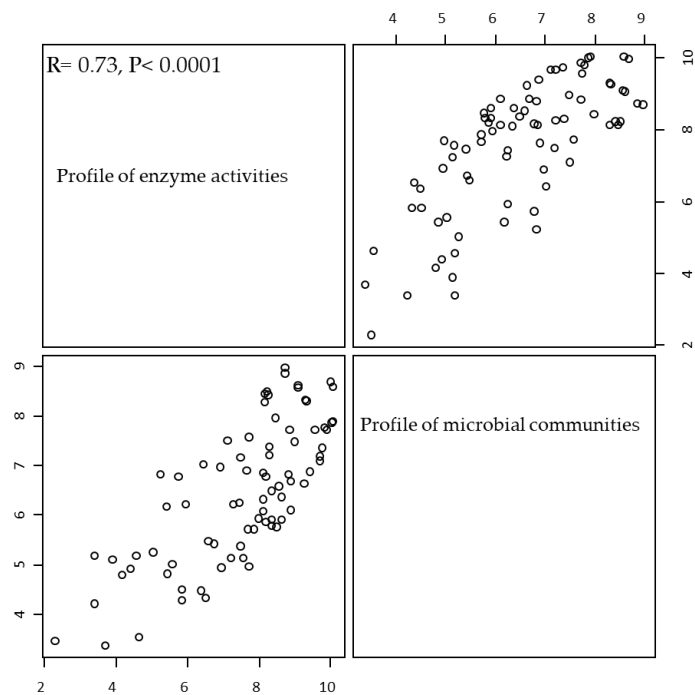 4 5 6 7 8 9
R= 0.73, P< 0.0001
Profile of enzyme activities
10
8
6
4
2
9
8
7
6
5
4
Profile of microbial communities
2 4 6 8 10